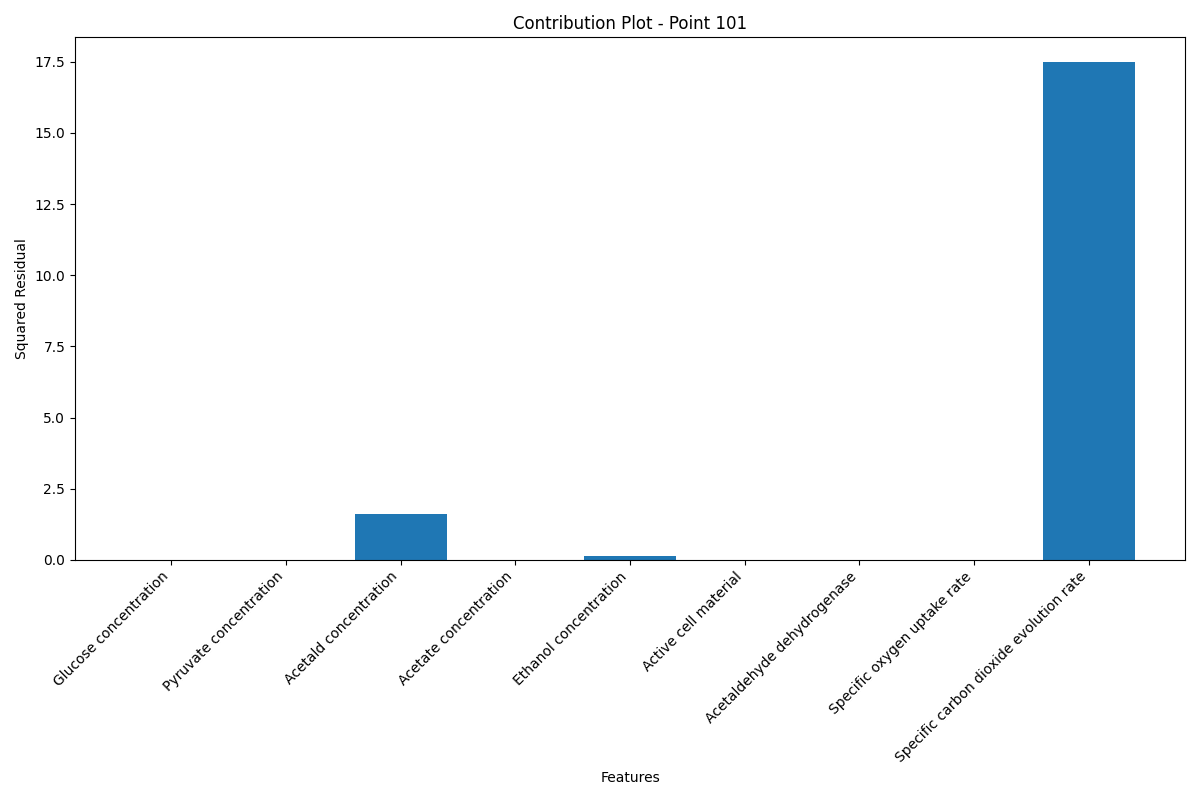 Contribution Plot - Point 101
Squared Residual
17.5
15.0
12.5
10.0
7.5
5.0
2.5
0.0
Glucose concentration
Pyruvate concentration
Acetald concentration
Acetate concentration
Ethanol concentration
Active cell material
Acetaldehyde dehydrogenase
Specific oxygen uptake rate
Specific carbon dioxide evolution rate
Features